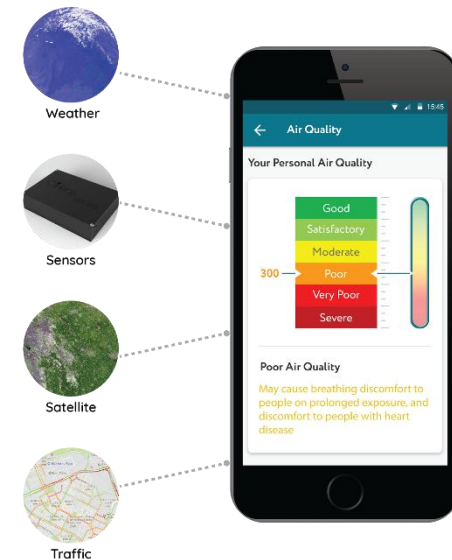 Weather
Sensors
Satellite
Traffic
15:45
Air Quality
Your Personal Air Quality
Good
Satisfactory
Moderate
300
Poor
Very Poor
Severe
Poor Air Quality
May cause breathing discomfort to
people on prolonged exposure, and
discomfort to people with heart
disease